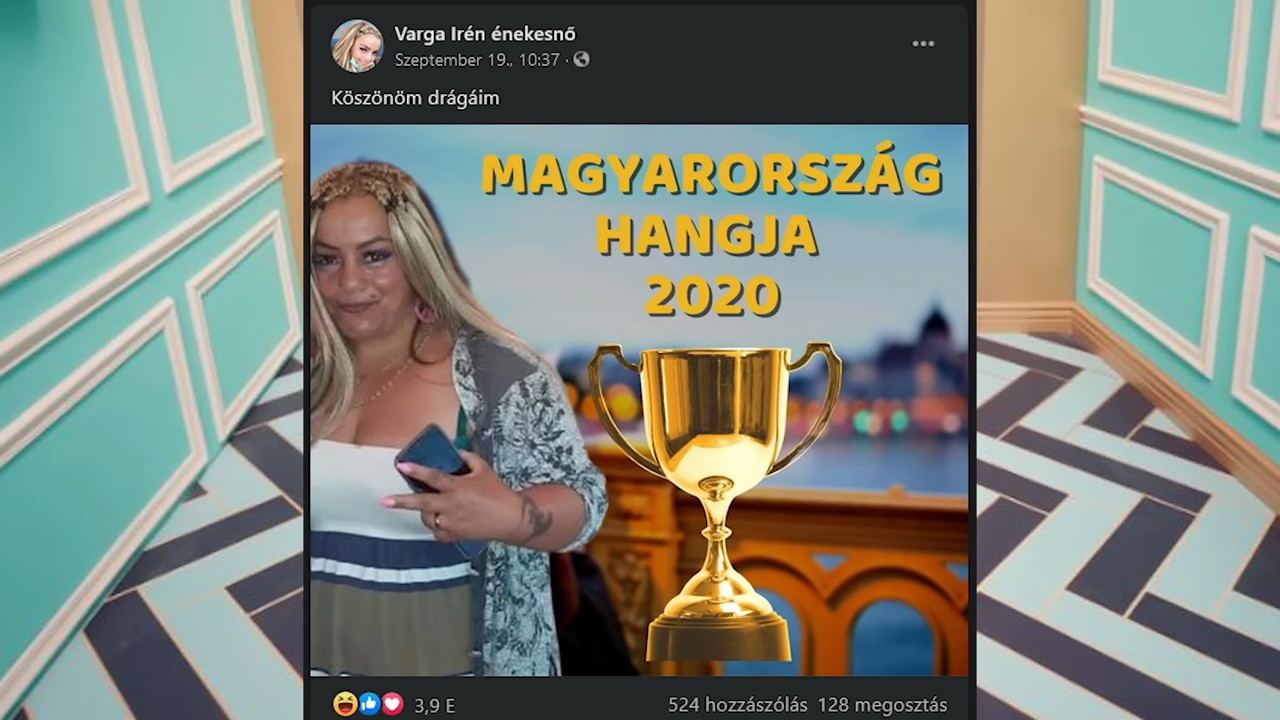 Varga Irén énekesnő
Szeptember 19., 10:37 ·
Köszönöm drágáim
MAGYARORSZÁG
HANGJA
2020
3,9 E
524 hozzászólás 128 megosztás